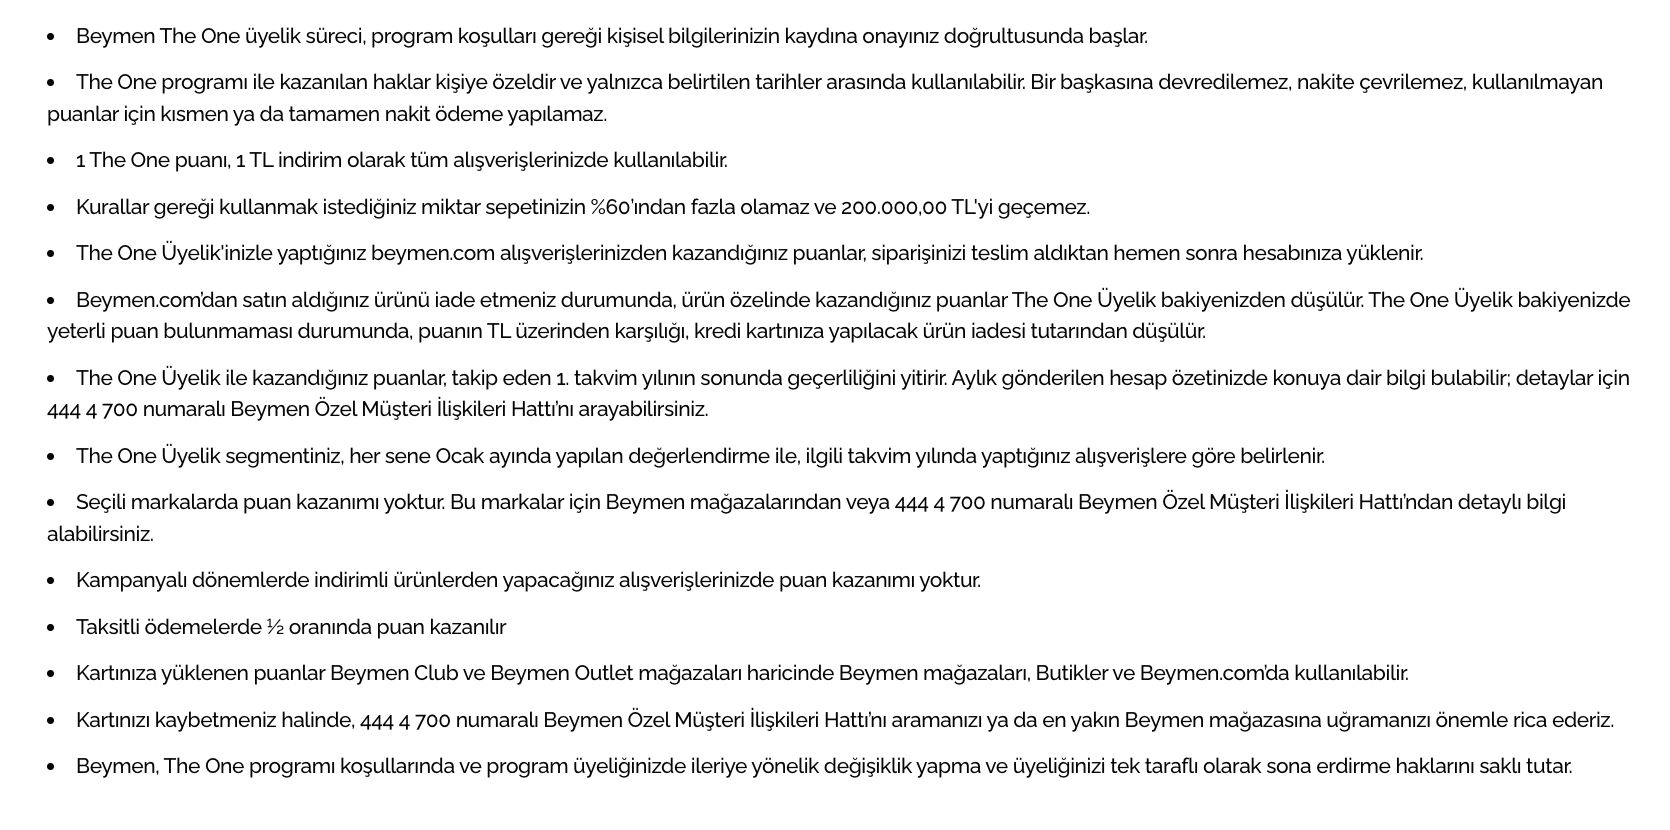 • Beymen The One üyelik süreci, program koşulları gereği kişisel bilgilerinizin kaydına onayınız doğrultusunda başlar.
• The One programı ile kazanılan haklar kişiye özeldir ve yalnızca belirtilen tarihler arasında kullanılabilir. Bir başkasına devredilemez, nakite çevrilemez, kullanılmayan
puanlar için kısmen ya da tamamen nakit ödeme yapılamaz.
• 1 The One puanı, 1 TL indirim olarak tüm alışverişlerinizde kullanılabilir.
• Kurallar gereği kullanmak istediğiniz miktar sepetinizin %60’ından fazla olamaz ve 200.000,00 TL'yi geçemez.
• The One Üyelik'inizle yaptığınız beymen.com alışverişlerinizden kazandığınız puanlar, siparişinizi teslim aldıktan hemen sonra hesabınıza yüklenir.
• Beymen.com’dan satın aldığınız ürünü iade etmeniz durumunda, ürün özelinde kazandığınız puanlar The One Üyelik bakiyenizden düşülür. The One Üyelik bakiyenizde
yeterli puan bulunmaması durumunda, puanın TL üzerinden karşılığı, kredi kartınıza yapılacak ürün iadesi tutarından düşülür.
• The One Üyelik ile kazandığınız puanlar, takip eden 1. takvim yılının sonunda geçerliliğini yitirir. Aylık gönderilen hesap özetinizde konuya dair bilgi bulabilir; detaylar için
444 4 700 numaralı Beymen Özel Müşteri İlişkileri Hattı’nı arayabilirsiniz.
• The One Üyelik segmentiniz, her sene Ocak ayında yapılan değerlendirme ile, ilgili takvim yılında yaptığınız alışverişlere göre belirlenir.
• Seçili markalarda puan kazanımı yoktur. Bu markalar için Beymen mağazalarından veya 444 4 700 numaralı Beymen Özel Müşteri İlişkileri Hattı’ndan detaylı bilgi
alabilirsiniz.
• Kampanyalı dönemlerde indirimli ürünlerden yapacağınız alışverişlerinizde puan kazanımı yoktur.
• Taksitli ödemelerde ½ oranında puan kazanılır
• Kartınıza yüklenen puanlar Beymen Club ve Beymen Outlet mağazaları haricinde Beymen mağazaları, Butikler ve Beymen.com’da kullanılabilir.
• Kartınızı kaybetmeniz halinde, 444 4 700 numaralı Beymen Özel Müşteri İlişkileri Hattı’nı aramanızı ya da en yakın Beymen mağazasına uğramanızı önemle rica ederiz.
• Beymen, The One programı koşullarında ve program üyeliğinizde ileriye yönelik değişiklik yapma ve üyeliğinizi tek taraflı olarak sona erdirme haklarını saklı tutar.